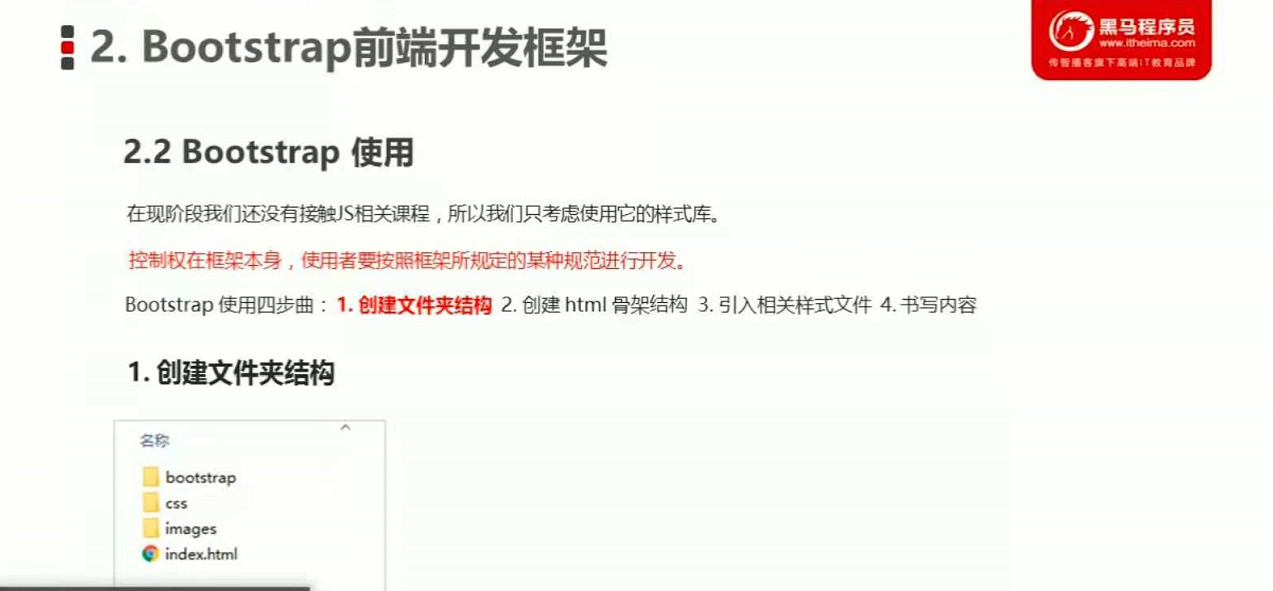 2. Bootstrap前端开发框架
黑马程序员
www.itheima.com
传智播客旗下高端IT教育品牌
2.2 Bootstrap 使用
在现阶段我们还没有接触JS相关课程，所以我们只考虑使用它的样式库。
控制权在框架本身，使用者要按照框架所规定的某种规范进行开发。
Bootstrap 使用四步曲： 1. 创建文件夹结构 2. 创建 html 骨架结构 3. 引入相关样式文件 4. 书写内容
1. 创建文件夹结构
名称
bootstrap
css
images
index.html